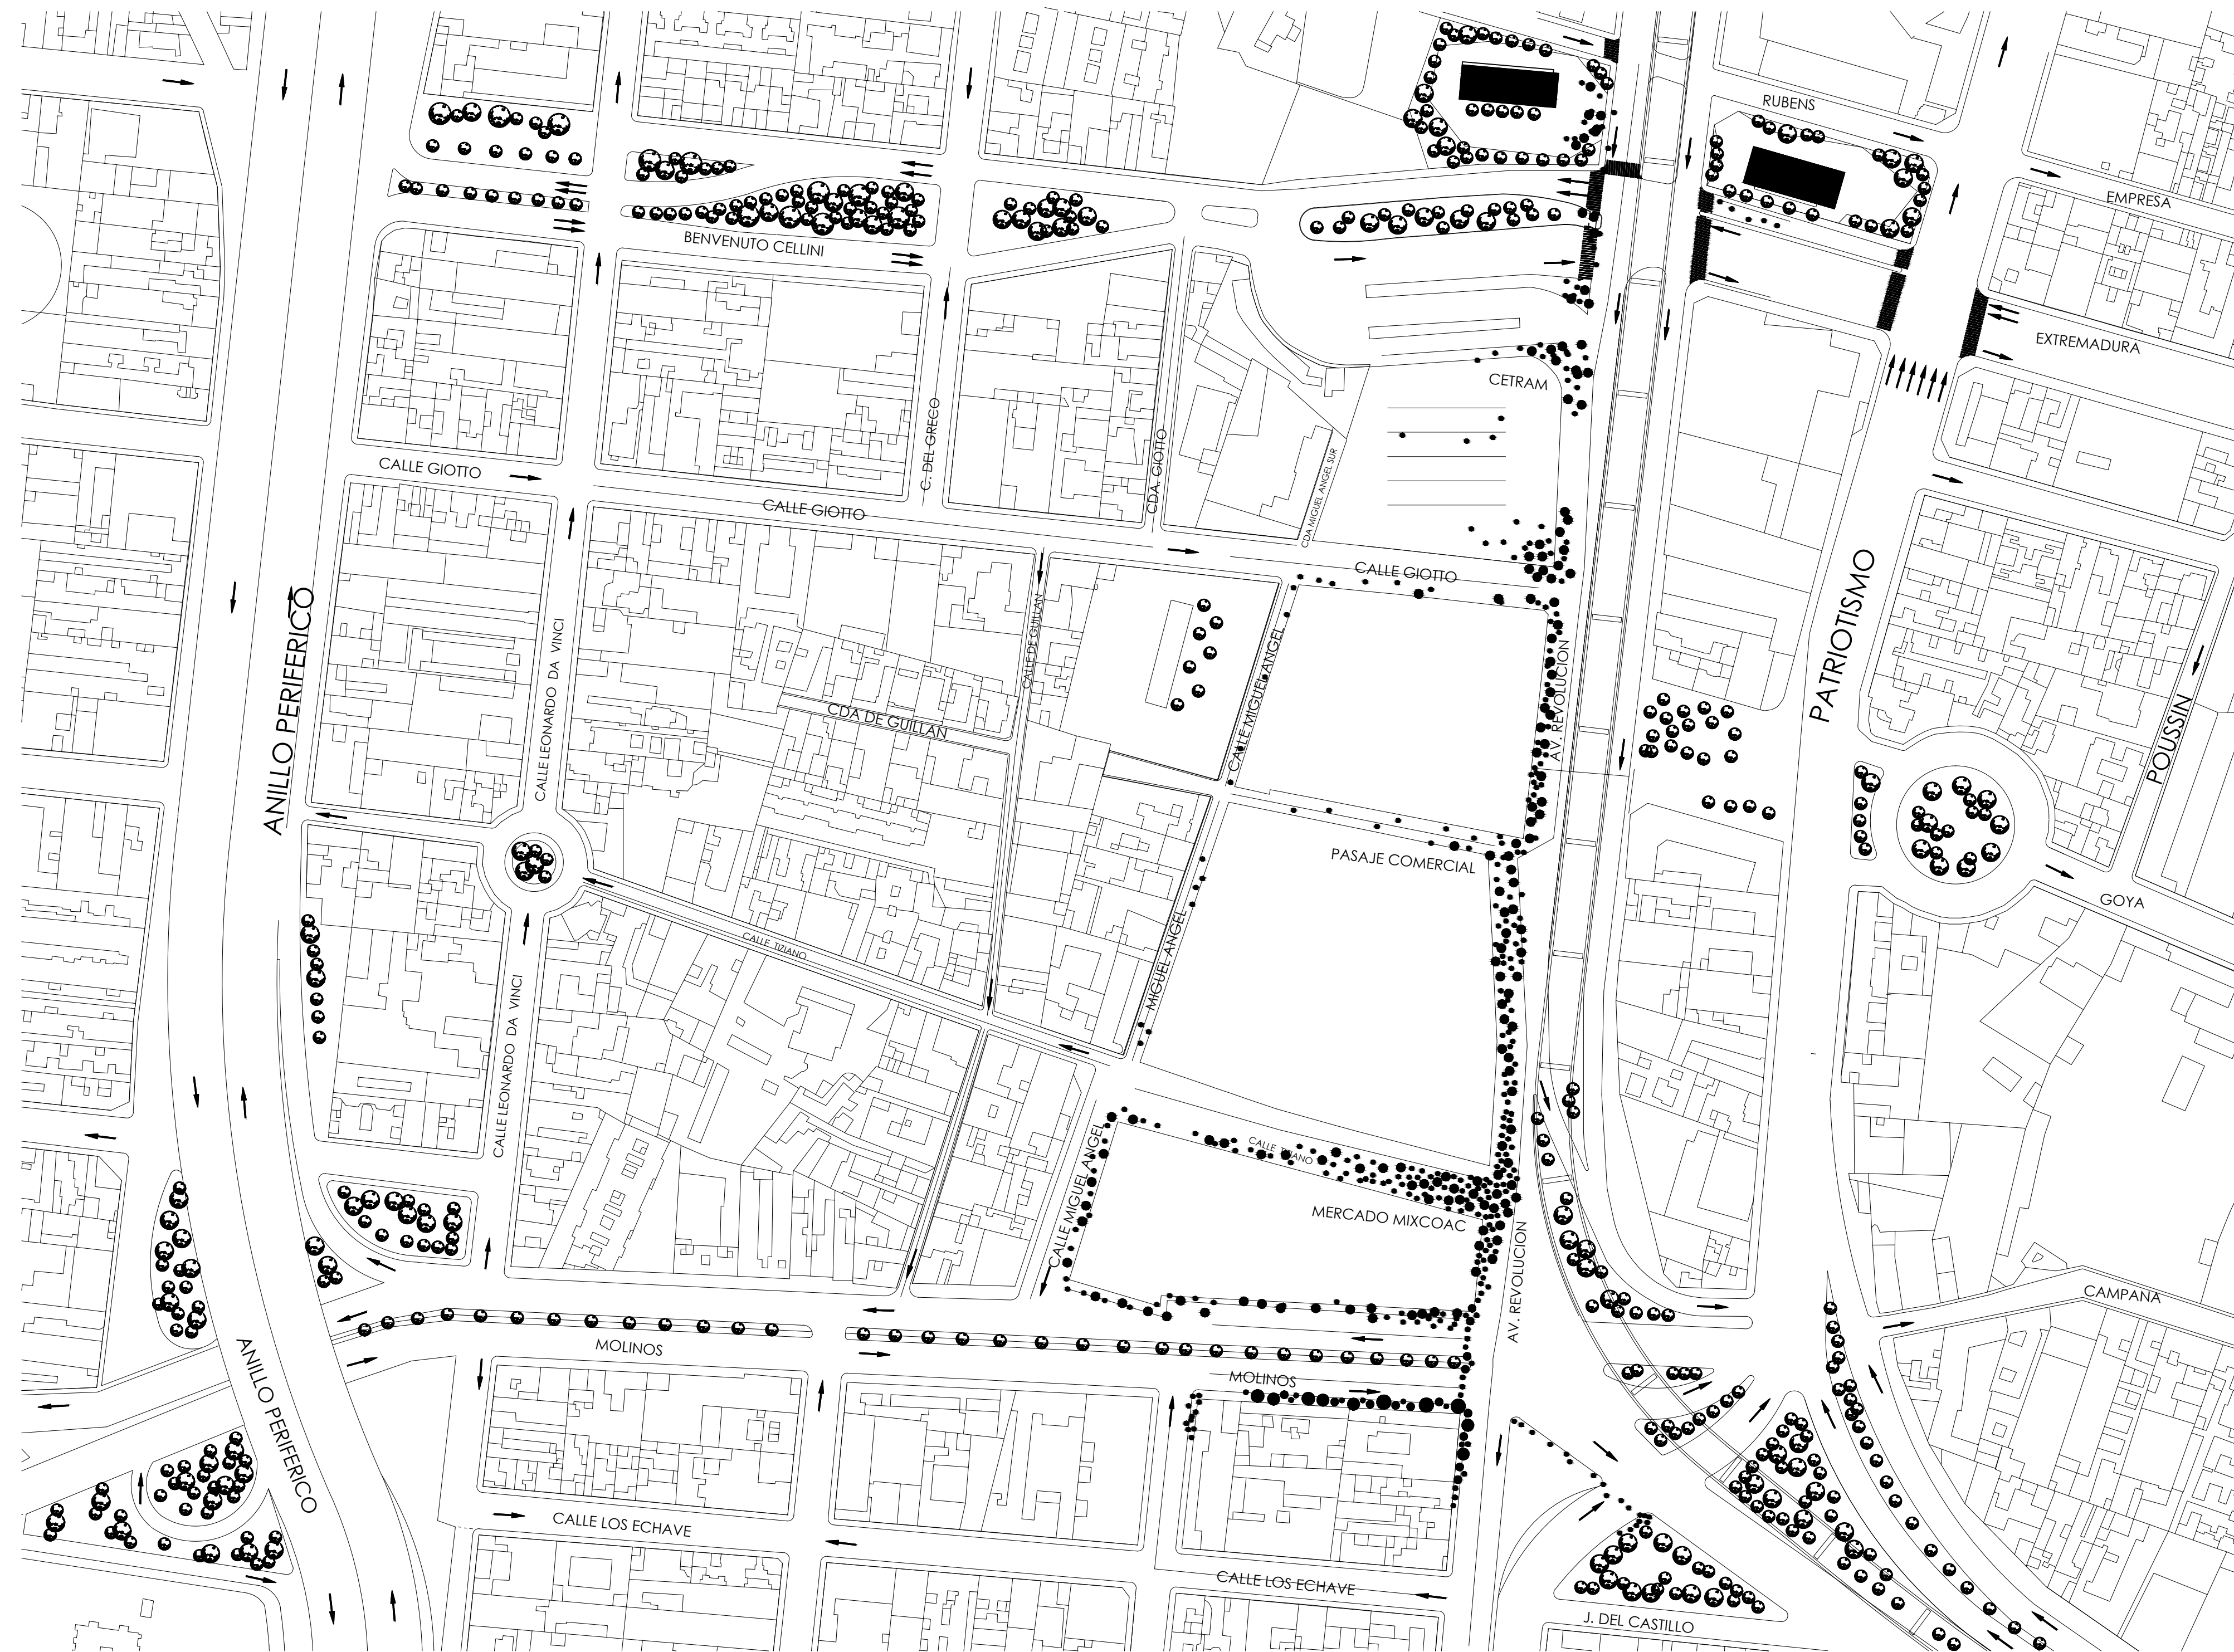 RUBENS
EMPRESA
BENVENUTO CELLINI
EXTREMADURA
CETRAM
C. DEL GRECO
CDA. GIOTTO
CDA MIGUEL ANGEL SUR
CALLE GIOTTO
CALLE GIOTTO
CALLE GIOTTO
ANILLO PERIFERICO
CALLE LEONARDO DA VINCI
CALLE DE GUILLAN
CDA DE GUILLAN
CALLE MIGUEL ANGEL
AV. REVOLUCION
PATRIOTISMO
POUSSIN
PASAJE COMERCIAL
GOYA
CALLE TIZIANO
MIGUEL ANGEL
CALLE LEONARDO DA VINCI
CALLE TIZIANO
CALLE MIGUEL ANGEL
MERCADO MIXCOAC
AV. REVOLUCION
CAMPANA
MOLINOS
MOLINOS
ANILLO PERIFERICO
CALLE LOS ECHAVE
CALLE LOS ECHAVE
J. DEL CASTILLO